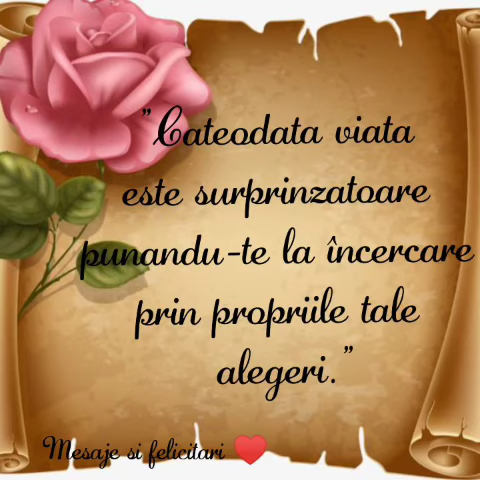 "Cateodata viata
este surprinzatoare
punandu-te la încercare
prin propriile tale
alegeri."
Mesaje si felicitari ❤️